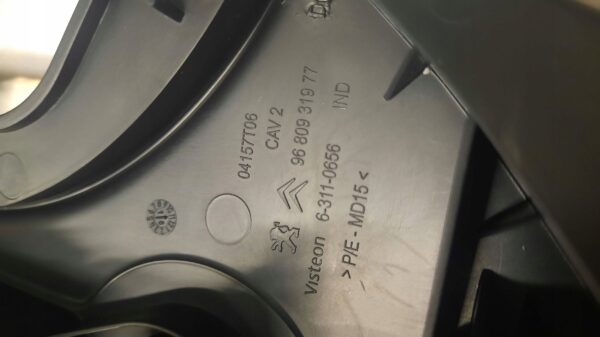 04157T06
CAV 2
96 809 319 77
IND
Visteon 6-311-0656
> P/E - MD15 <